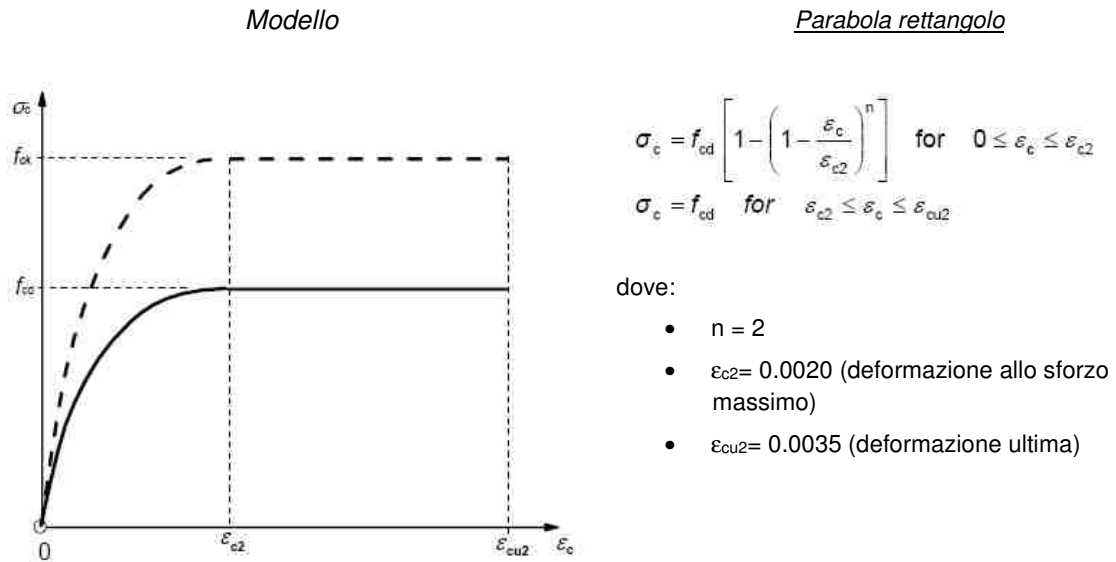 Modello
Parabola rettangolo
σc
fck
fcd
0
εc2
εcu2
εc
σc = fcd [1-(1-εc/εc2)^n] for 0 ≤ εc ≤ εc2
σc = fcd for εc2 ≤ εc ≤ εcu2
dove:
• n = 2
• εc2= 0.0020 (deformazione allo sforzo
massimo)
• εcu2= 0.0035 (deformazione ultima)